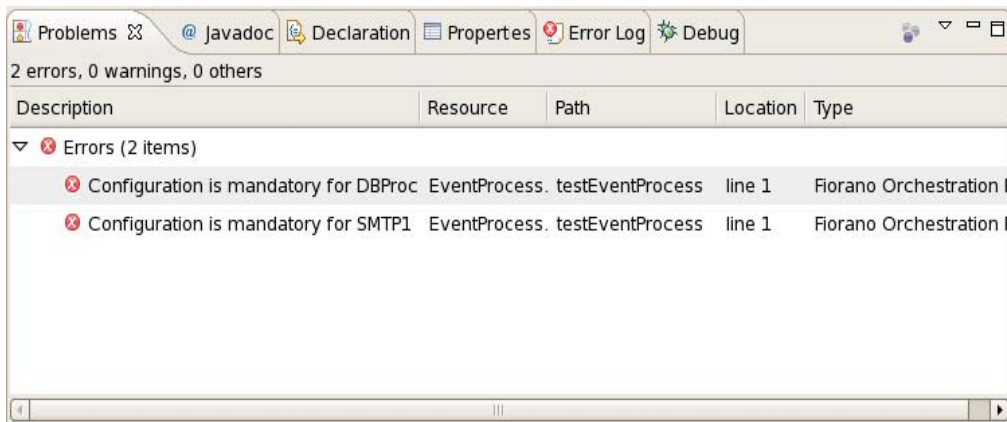 Problems @ Javadoc Declaration Propertes Error Log Debug
2 errors, 0 warnings, 0 others
Description Resource Path Location Type
Errors (2 items)
Configuration is mandatory for DBProc EventProcess. testEventProcess line 1 Fiorano Orchestration
Configuration is mandatory for SMTP1 EventProcess. testEventProcess line 1 Fiorano Orchestration